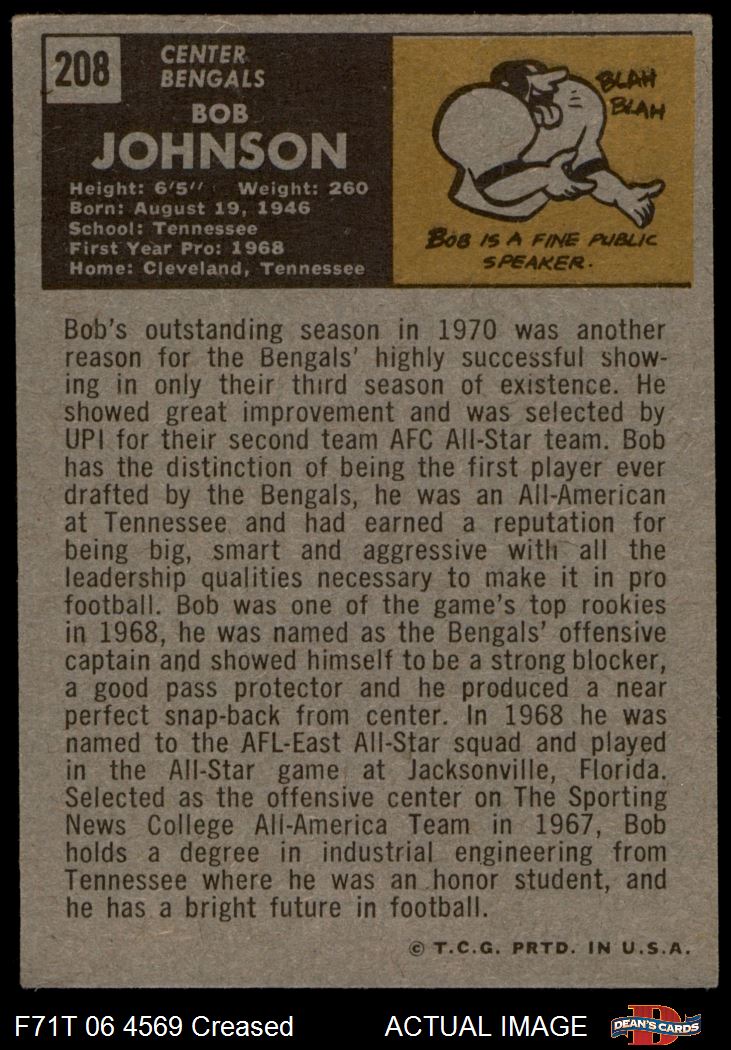 208
CENTER
BENGALS
BOB
JOHNSON
Height: 6'5" Weight: 260
Born: August 19, 1946
School: Tennessee
First Year Pro: 1968
Home: Cleveland, Tennessee
BLAH
BLAH
BOB IS A FINE PUBLIC
SPEAKER.
Bob's outstanding season in 1970 was another
reason for the Bengals' highly successful show-
ing in only their third season of existence. He
showed great improvement and was selected by
UPI for their second team AFC All-Star team. Bob
has the distinction of being the first player ever
drafted by the Bengals, he was an All-American
at Tennessee and had earned a reputation for
being big, smart and aggressive with all the
leadership qualities necessary to make it in pro
football. Bob was one of the game's top rookies
in 1968, he was named as the Bengals' offensive
captain and showed himself to be a strong blocker,
a good pass protector and he produced a near
perfect snap-back from center. In 1968 he was
named to the AFL-East All-Star squad and played
in the All-Star game at Jacksonville, Florida.
Selected as the offensive center on The Sporting
News College All-America Team in 1967, Bob
holds a degree in industrial engineering from
Tennessee where he was an honor student, and
he has a bright future in football.
© T.C.G. PRTD. IN U.S.A.
F71T 06 4569 Creased ACTUAL IMAGE
D
DEAN'S CARDS